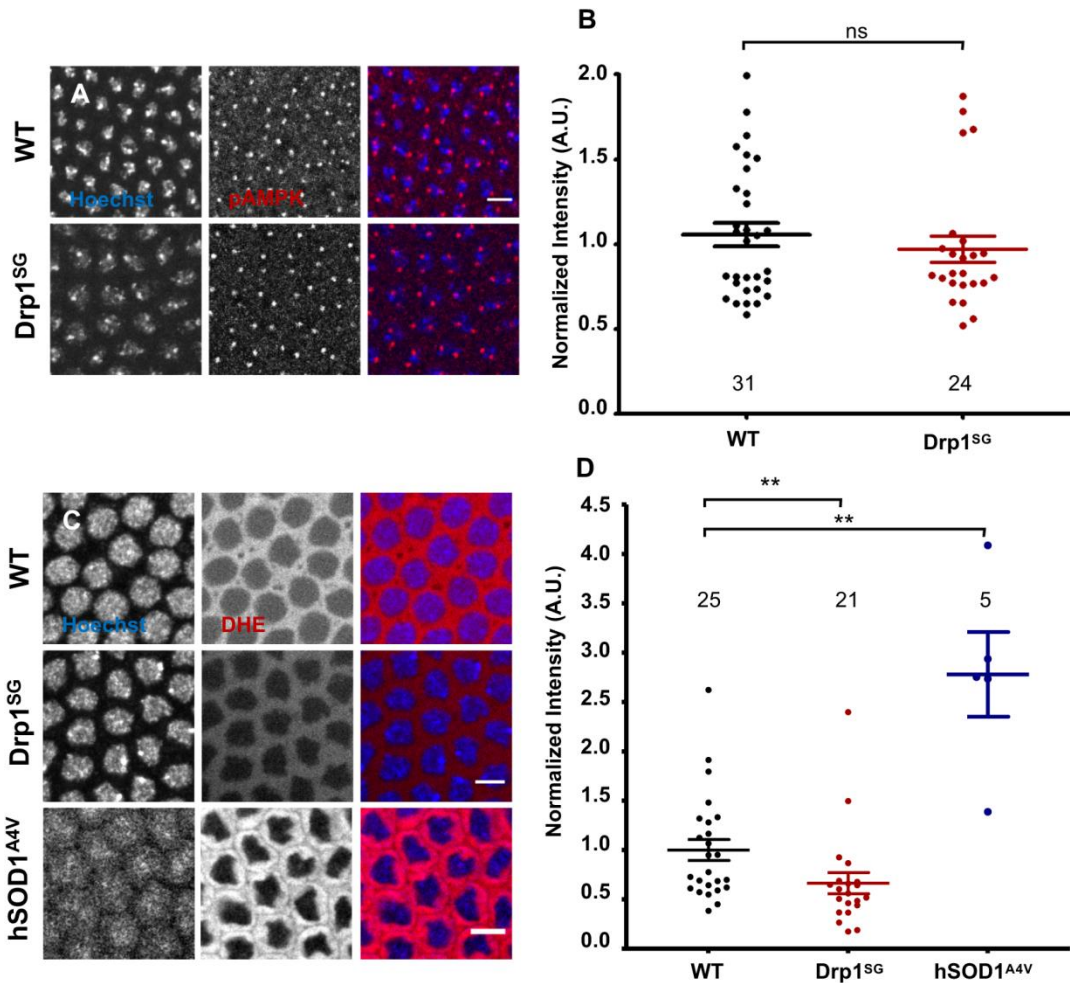 A
WT
Hoechst
pAMPK
Drp1SG
B
ns
Normalized Intensity (A.U.)
2.0
1.5
1.0
0.5
0.0
31
24
WT
Drp1SG
C
WT
Hoechst
DHE
Drp1SG
hSOD1A4V
D
**
**
Normalized Intensity (A.U.)
4.5
4.0
3.5
3.0
2.5
2.0
1.5
1.0
0.5
0.0
25
21
5
WT
Drp1SG
hSOD1A4V